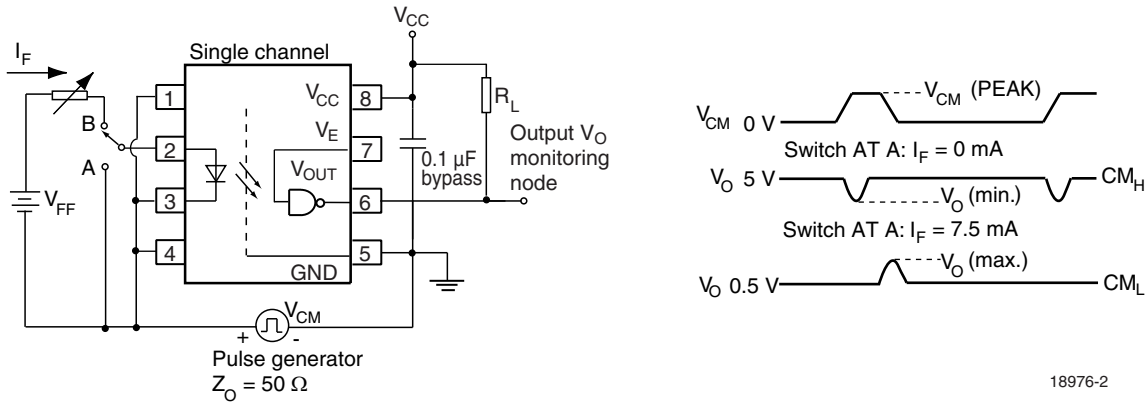 V_CC
Single channel
I_F
B
A
V_FF
1
2
3
4
V_CC
V_E
V_OUT
GND
8
7
6
5
R_L
0.1 µF
bypass
Output V_O
monitoring
node
V_CM
+ -
Pulse generator
Z_O = 50 Ω
V_CM 0 V
V_CM (PEAK)
Switch AT A: I_F = 0 mA
V_O 5 V
CM_H
V_O (min.)
Switch AT A: I_F = 7.5 mA
V_O (max.)
V_O 0.5 V
CM_L
18976-2